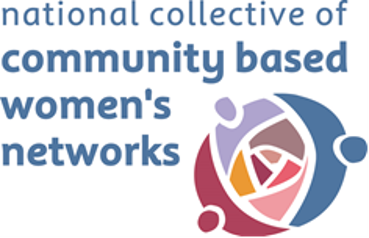 national collective of
community based
women's
networks